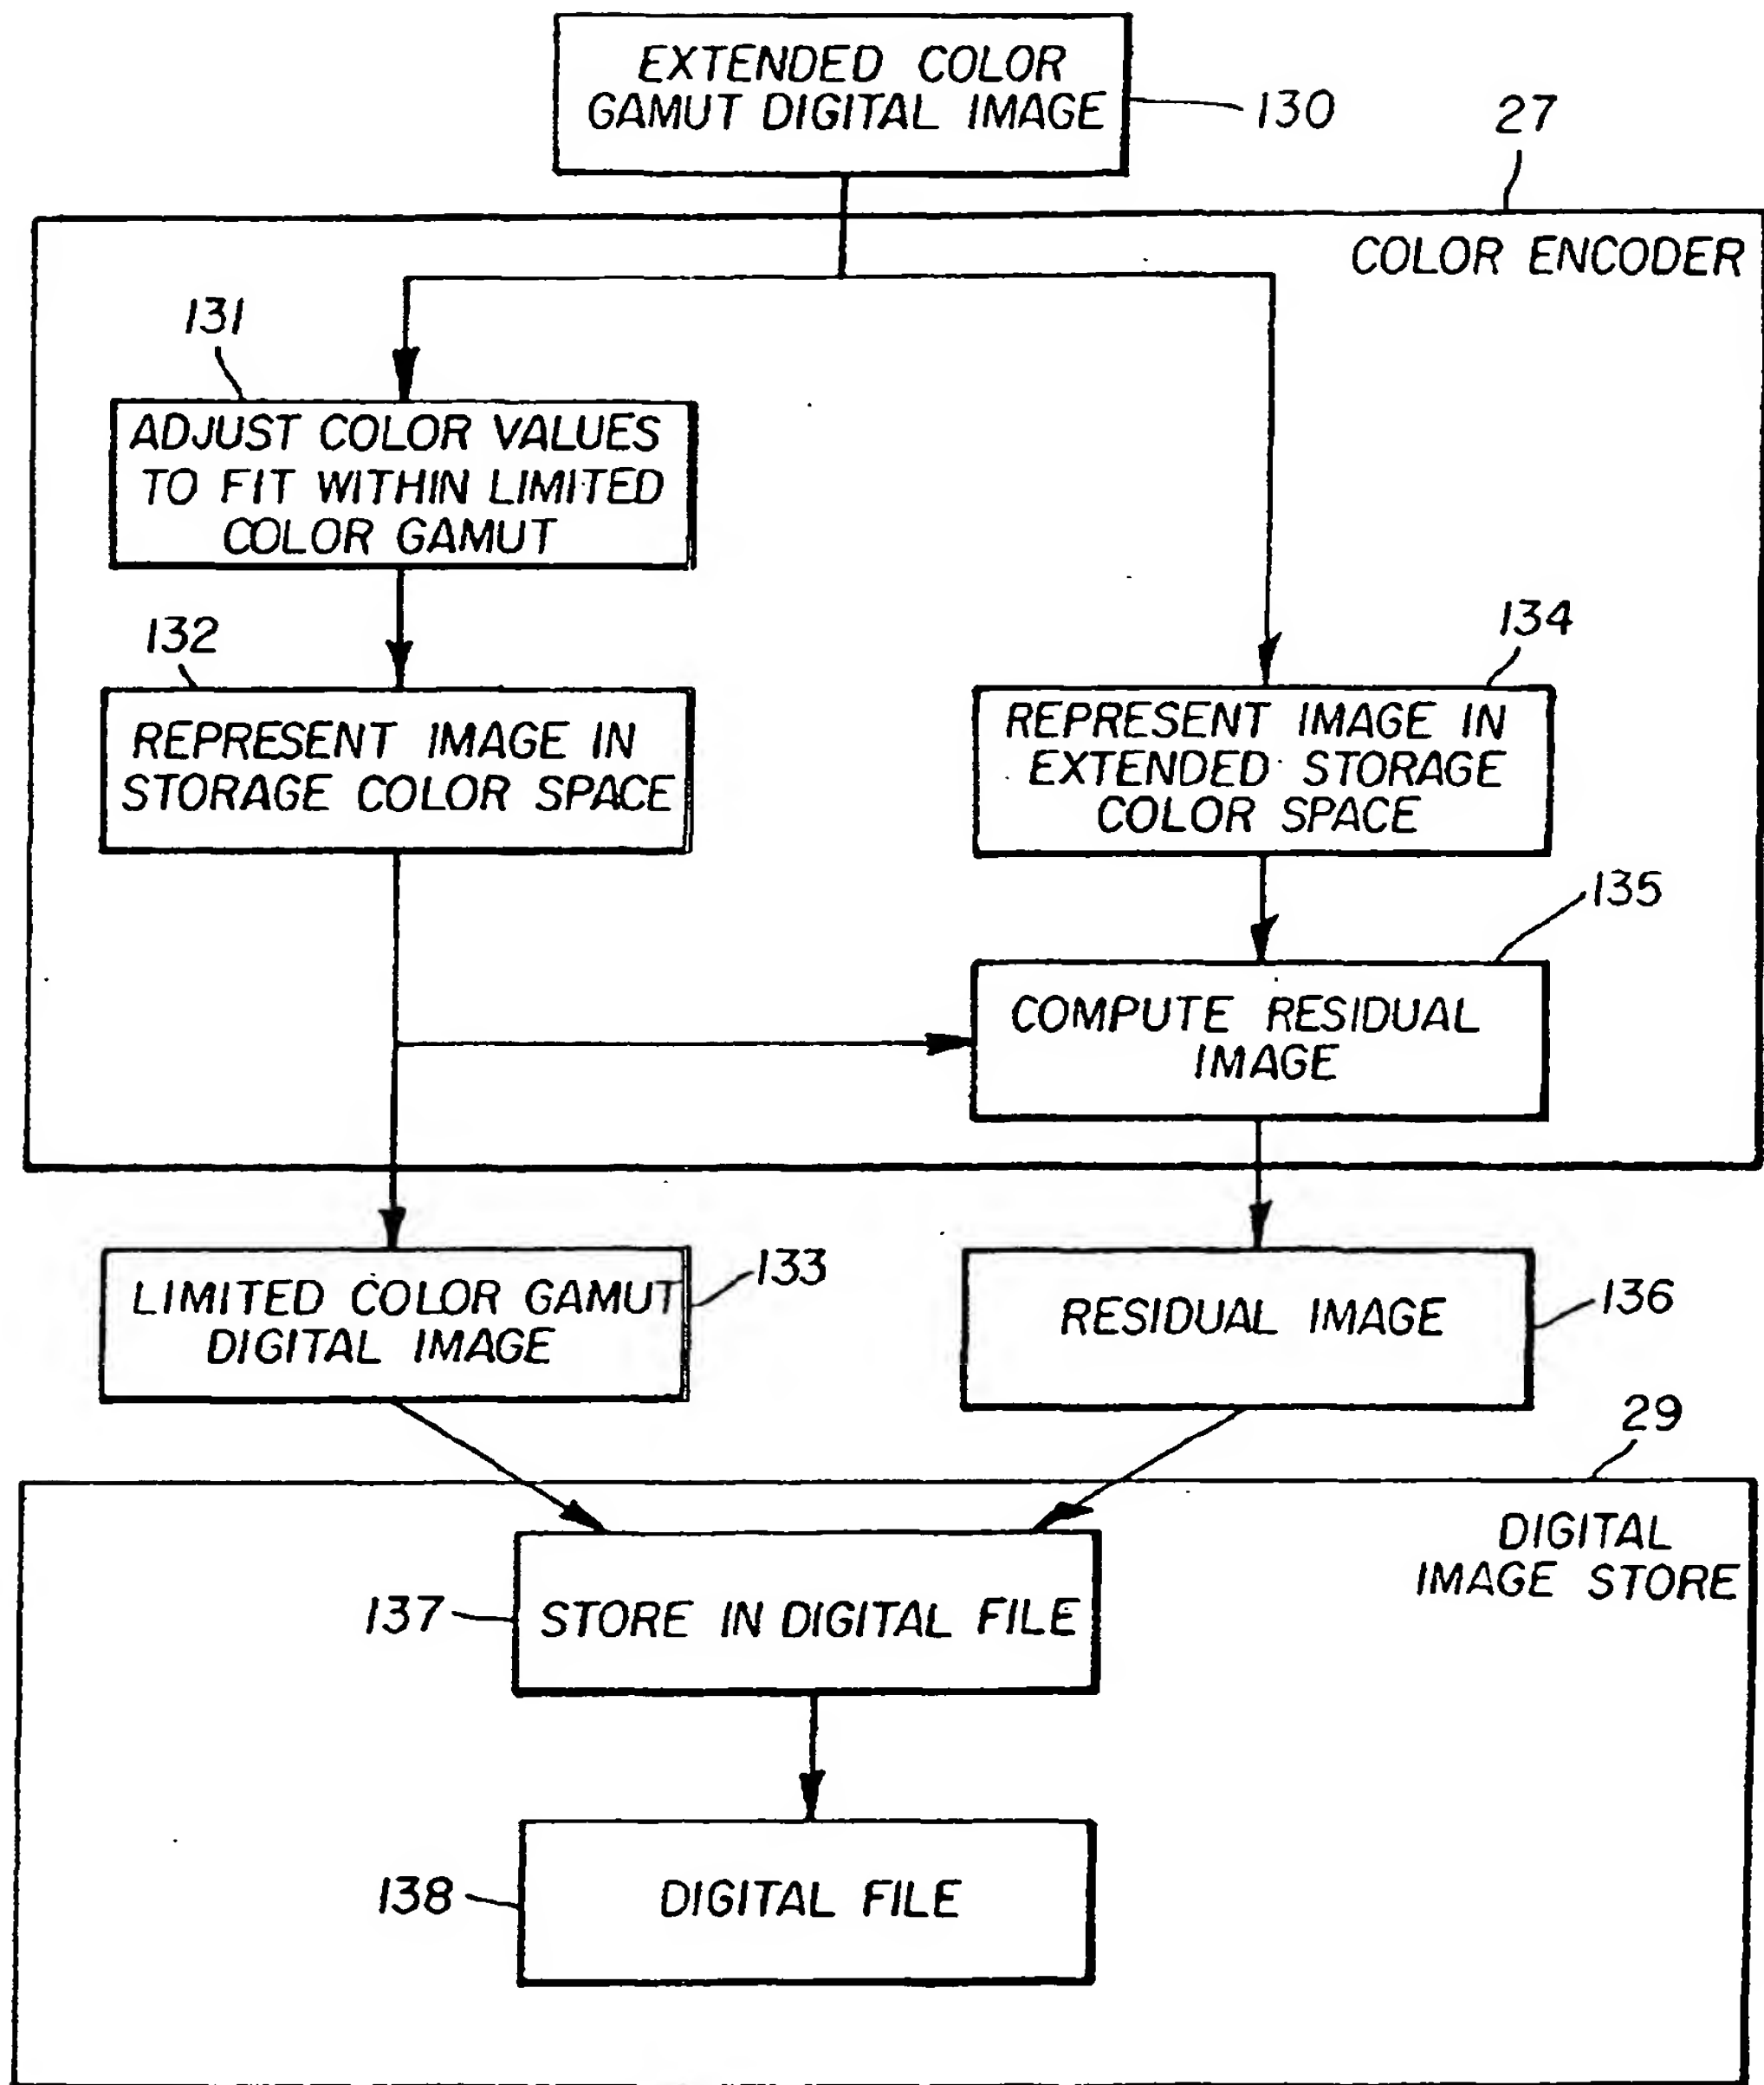 EXTENDED COLOR
GAMUT DIGITAL IMAGE
130
27
COLOR ENCODER
131
ADJUST COLOR VALUES
TO FIT WITHIN LIMITED
COLOR GAMUT
132
134
REPRESENT IMAGE IN
STORAGE COLOR SPACE
REPRESENT IMAGE IN
EXTENDED STORAGE
COLOR SPACE
135
COMPUTE RESIDUAL
IMAGE
LIMITED COLOR GAMUT
DIGITAL IMAGE
133
RESIDUAL IMAGE
136
29
DIGITAL
IMAGE STORE
137
STORE IN DIGITAL FILE
138
DIGITAL FILE